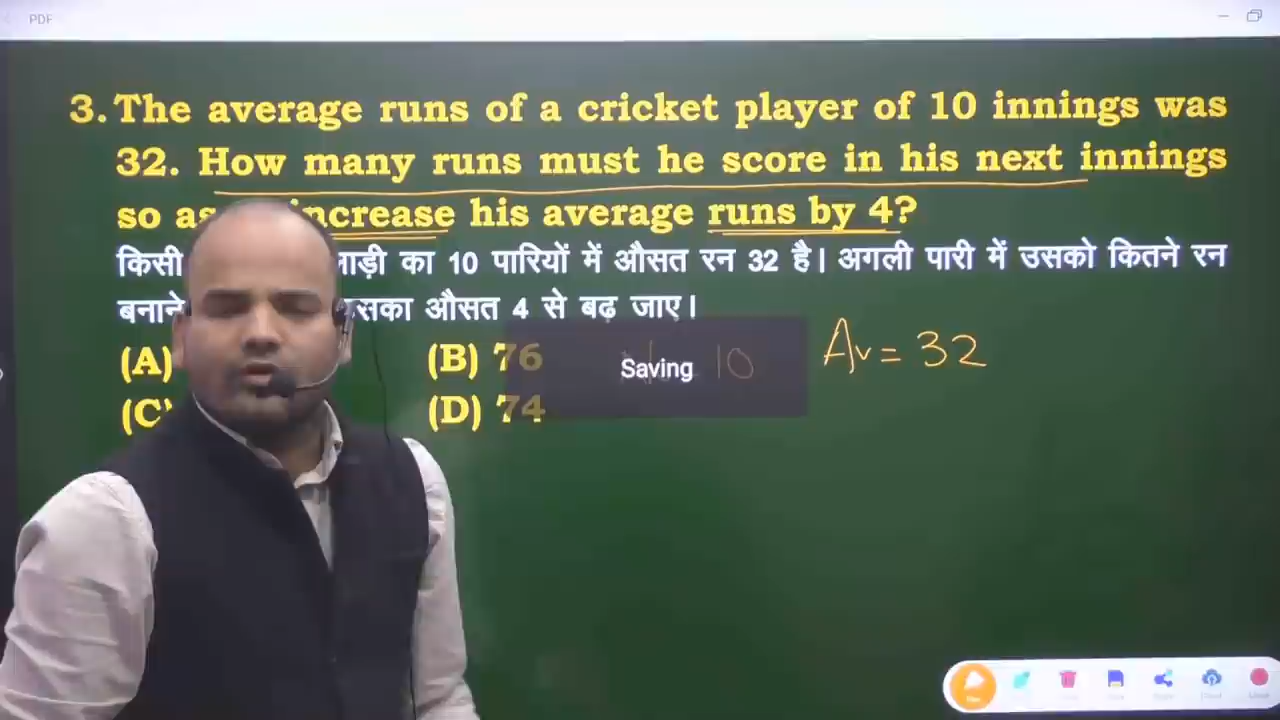 PDF
3. The average runs of a cricket player of 10 innings was
32. How many runs must he score in his next innings
so as increase his average runs by 4?
किसी का 10 पारियों में औसत रन 32 है। अगली पारी में उसको कितने रन
बनाने औसत 4 से बढ़ जाए।
(A) (B) 76 10 Av = 32
Saving
(D) 74